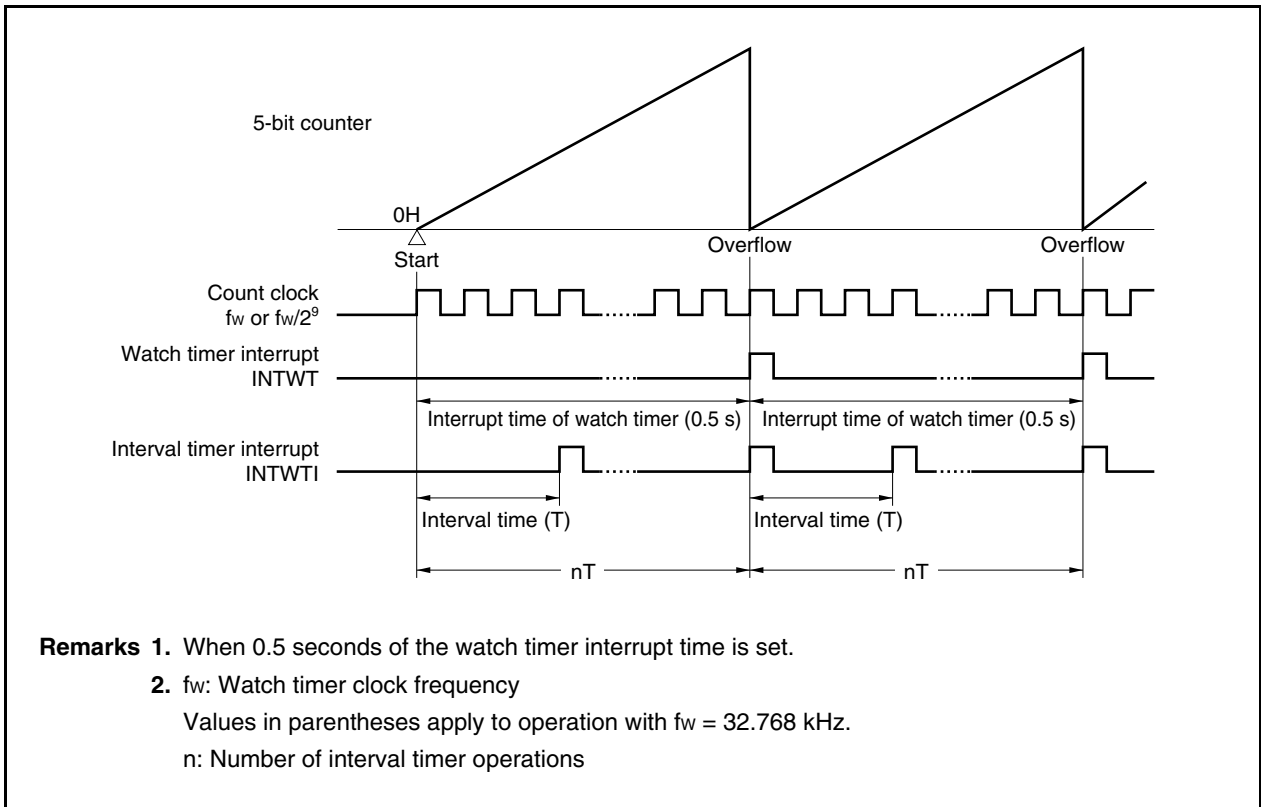 5-bit counter
0H
Start
Overflow
Overflow
Count clock
fW or fW/2⁹
Watch timer interrupt
INTWT
Interrupt time of watch timer (0.5 s)
Interrupt time of watch timer (0.5 s)
Interval timer interrupt
INTWTI
Interval time (T)
Interval time (T)
nT
nT
Remarks 1. When 0.5 seconds of the watch timer interrupt time is set.
2. fW: Watch timer clock frequency
Values in parentheses apply to operation with fW = 32.768 kHz.
n: Number of interval timer operations